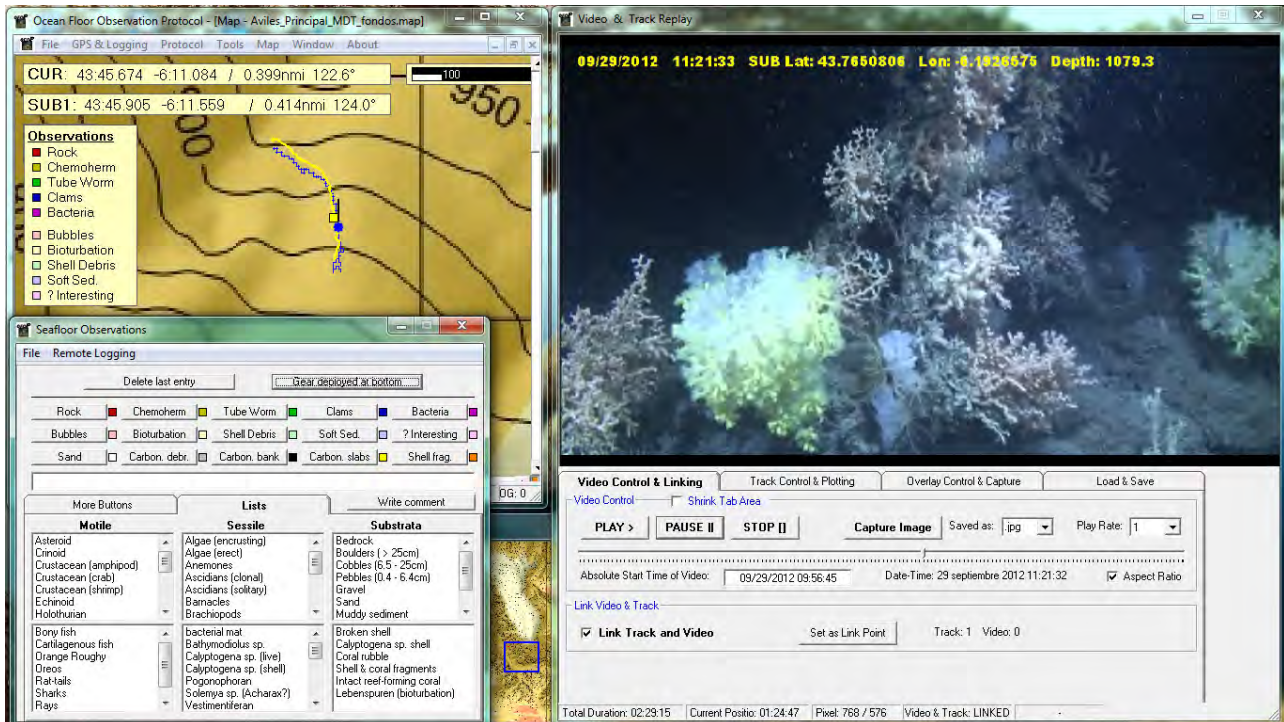 Ocean Floor Observation Protocol - [Map - Aviles_Principal_MDT_fondos.map]
File GPS & Logging Protocol Tools Map Window About
CUR: 43:45.674 -6:11.084 / 0.399nmi 122.6°
100
SUB1: 43:45.905 -6:11.559 / 0.414nmi 124.0°
950
Observations
Rock
Chemoherm
Tube Worm
Clams
Bacteria
Bubbles
Bioturbation
Shell Debris
Soft Sed.
? Interesting
OG: 0
Seafloor Observations
File Remote Logging
Delete last entry Gear deployed at bottom
Rock Chemoherm Tube Worm Clams Bacteria
Bubbles Bioturbation Shell Debris Soft Sed. ? Interesting
Sand Carbon. debr. Carbon. bank Carbon. slabs Shell frag.
More Buttons Lists Write comment
Motile Sessile Substrata
Asteroid Algae (encrusting) Bedrock
Crinoid Algae (erect) Boulders ( > 25cm)
Crustacean (amphipod) Anemones Cobbles (6.5 - 25cm)
Crustacean (crab) Ascidians (clonal) Pebbles (0.4 - 6.4cm)
Crustacean (shrimp) Ascidians (solitary) Gravel
Echinoid Barnacles Sand
Holothurian Brachiopods Muddy sediment
Bony fish bacterial mat Broken shell
Cartilagenous fish Bathymodiolus sp. Calyptogena sp. shell
Orange Roughy Calyptogena sp. (live) Coral rubble
Oreos Calyptogena sp. (shell) Shell & coral fragments
Rat-tails Pogonophoran Intact reef-forming coral
Sharks Solemya sp. (Acharax?) Lebenspuren (bioturbation)
Rays Vestimentiferan
Video & Track Replay
09/29/2012 11:21:33 SUB Lat: 43.7650806 Lon: -6.1926575 Depth: 1079.3
Video Control & Linking Track Control & Plotting Overlay Control & Capture Load & Save
Video Control Shrink Tab Area
PLAY > PAUSE || STOP [] Capture Image Saved as: .jpg Play Rate: 1
Absolute Start Time of Video: 09/29/2012 09:56:45 Date-Time: 29 septiembre 2012 11:21:32 Aspect Ratio
Link Video & Track
Link Track and Video Set as Link Point Track: 1 Video: 0
Total Duration: 02:29:15 Current Positio: 01:24:47 Pixel: 768 / 576 Video & Track: LINKED -